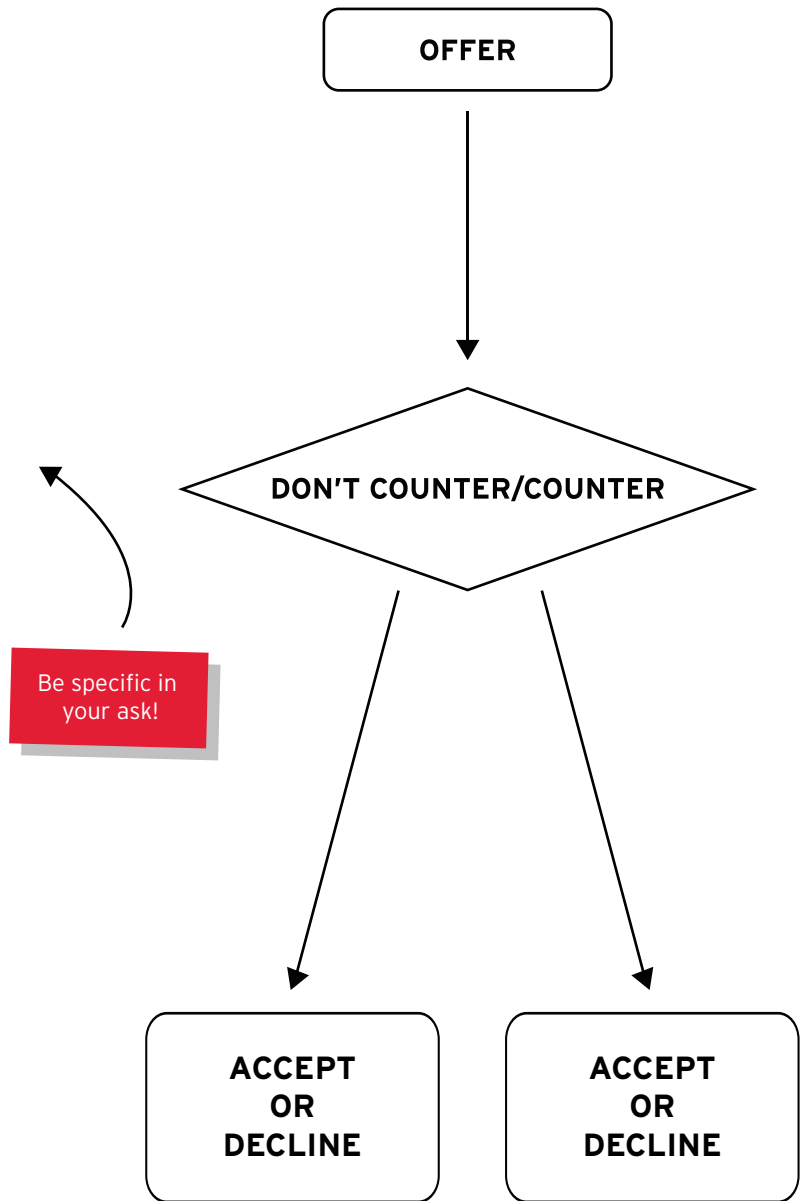 OFFER
DON'T COUNTER/COUNTER
Be specific in
your ask!
ACCEPT
OR
DECLINE
ACCEPT
OR
DECLINE